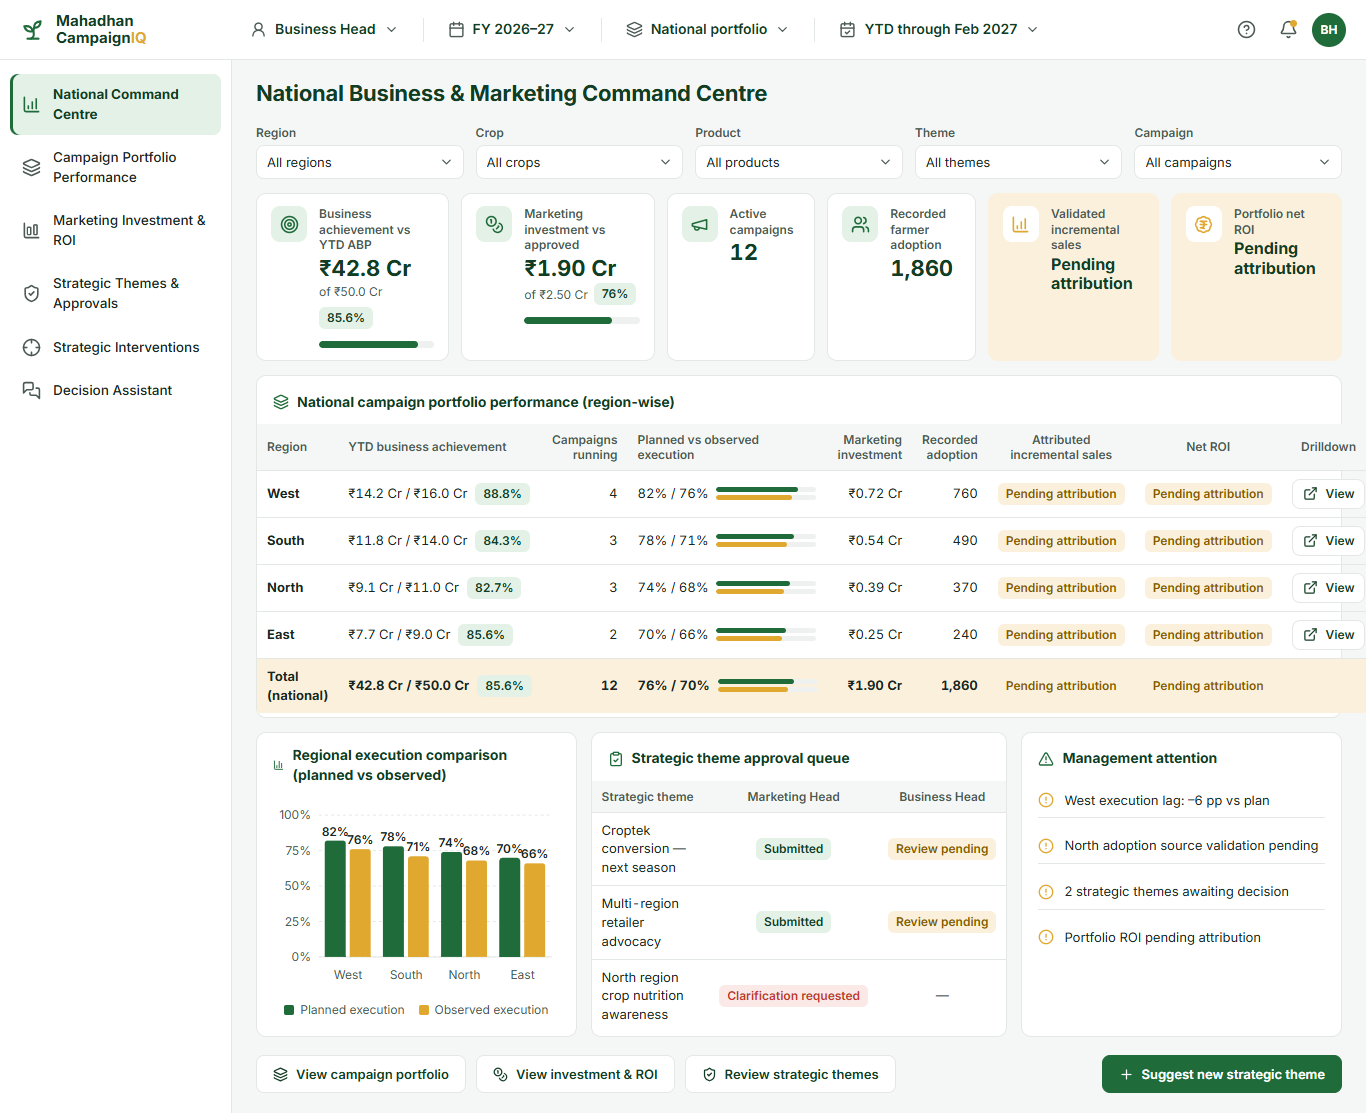 Mahadhan
CampaignIQ
Business Head
FY 2026–27
National portfolio
YTD through Feb 2027
BH
National Command
Centre
Campaign Portfolio
Performance
Marketing Investment &
ROI
Strategic Themes &
Approvals
Strategic Interventions
Decision Assistant
National Business & Marketing Command Centre
Region
Crop
Product
Theme
Campaign
All regions
All crops
All products
All themes
All campaigns
Business
achievement vs
YTD ABP
₹42.8 Cr
of ₹50.0 Cr
85.6%
Marketing
investment vs
approved
₹1.90 Cr
of ₹2.50 Cr 76%
Active
campaigns
12
Recorded
farmer
adoption
1,860
Validated
incremental
sales
Pending
attribution
Portfolio net
ROI
Pending
attribution
National campaign portfolio performance (region-wise)
Region YTD business achievement Campaigns running Planned vs observed execution Marketing investment Recorded adoption Attributed incremental sales Net ROI Drilldown
West ₹14.2 Cr / ₹16.0 Cr 88.8% 4 82% / 76% ₹0.72 Cr 760 Pending attribution Pending attribution View
South ₹11.8 Cr / ₹14.0 Cr 84.3% 3 78% / 71% ₹0.54 Cr 490 Pending attribution Pending attribution View
North ₹9.1 Cr / ₹11.0 Cr 82.7% 3 74% / 68% ₹0.39 Cr 370 Pending attribution Pending attribution View
East ₹7.7 Cr / ₹9.0 Cr 85.6% 2 70% / 66% ₹0.25 Cr 240 Pending attribution Pending attribution View
Total (national) ₹42.8 Cr / ₹50.0 Cr 85.6% 12 76% / 70% ₹1.90 Cr 1,860 Pending attribution Pending attribution
Regional execution comparison
(planned vs observed)
100%
75%
50%
25%
0%
82% 76% 78% 71% 74% 68% 70% 66%
West South North East
Planned execution Observed execution
Strategic theme approval queue
Strategic theme Marketing Head Business Head
Croptek
conversion —
next season
Submitted
Review pending
Multi-region
retailer
advocacy
Submitted
Review pending
North region
crop nutrition
awareness
Clarification requested
—
Management attention
West execution lag: –6 pp vs plan
North adoption source validation pending
2 strategic themes awaiting decision
Portfolio ROI pending attribution
View campaign portfolio
View investment & ROI
Review strategic themes
+ Suggest new strategic theme